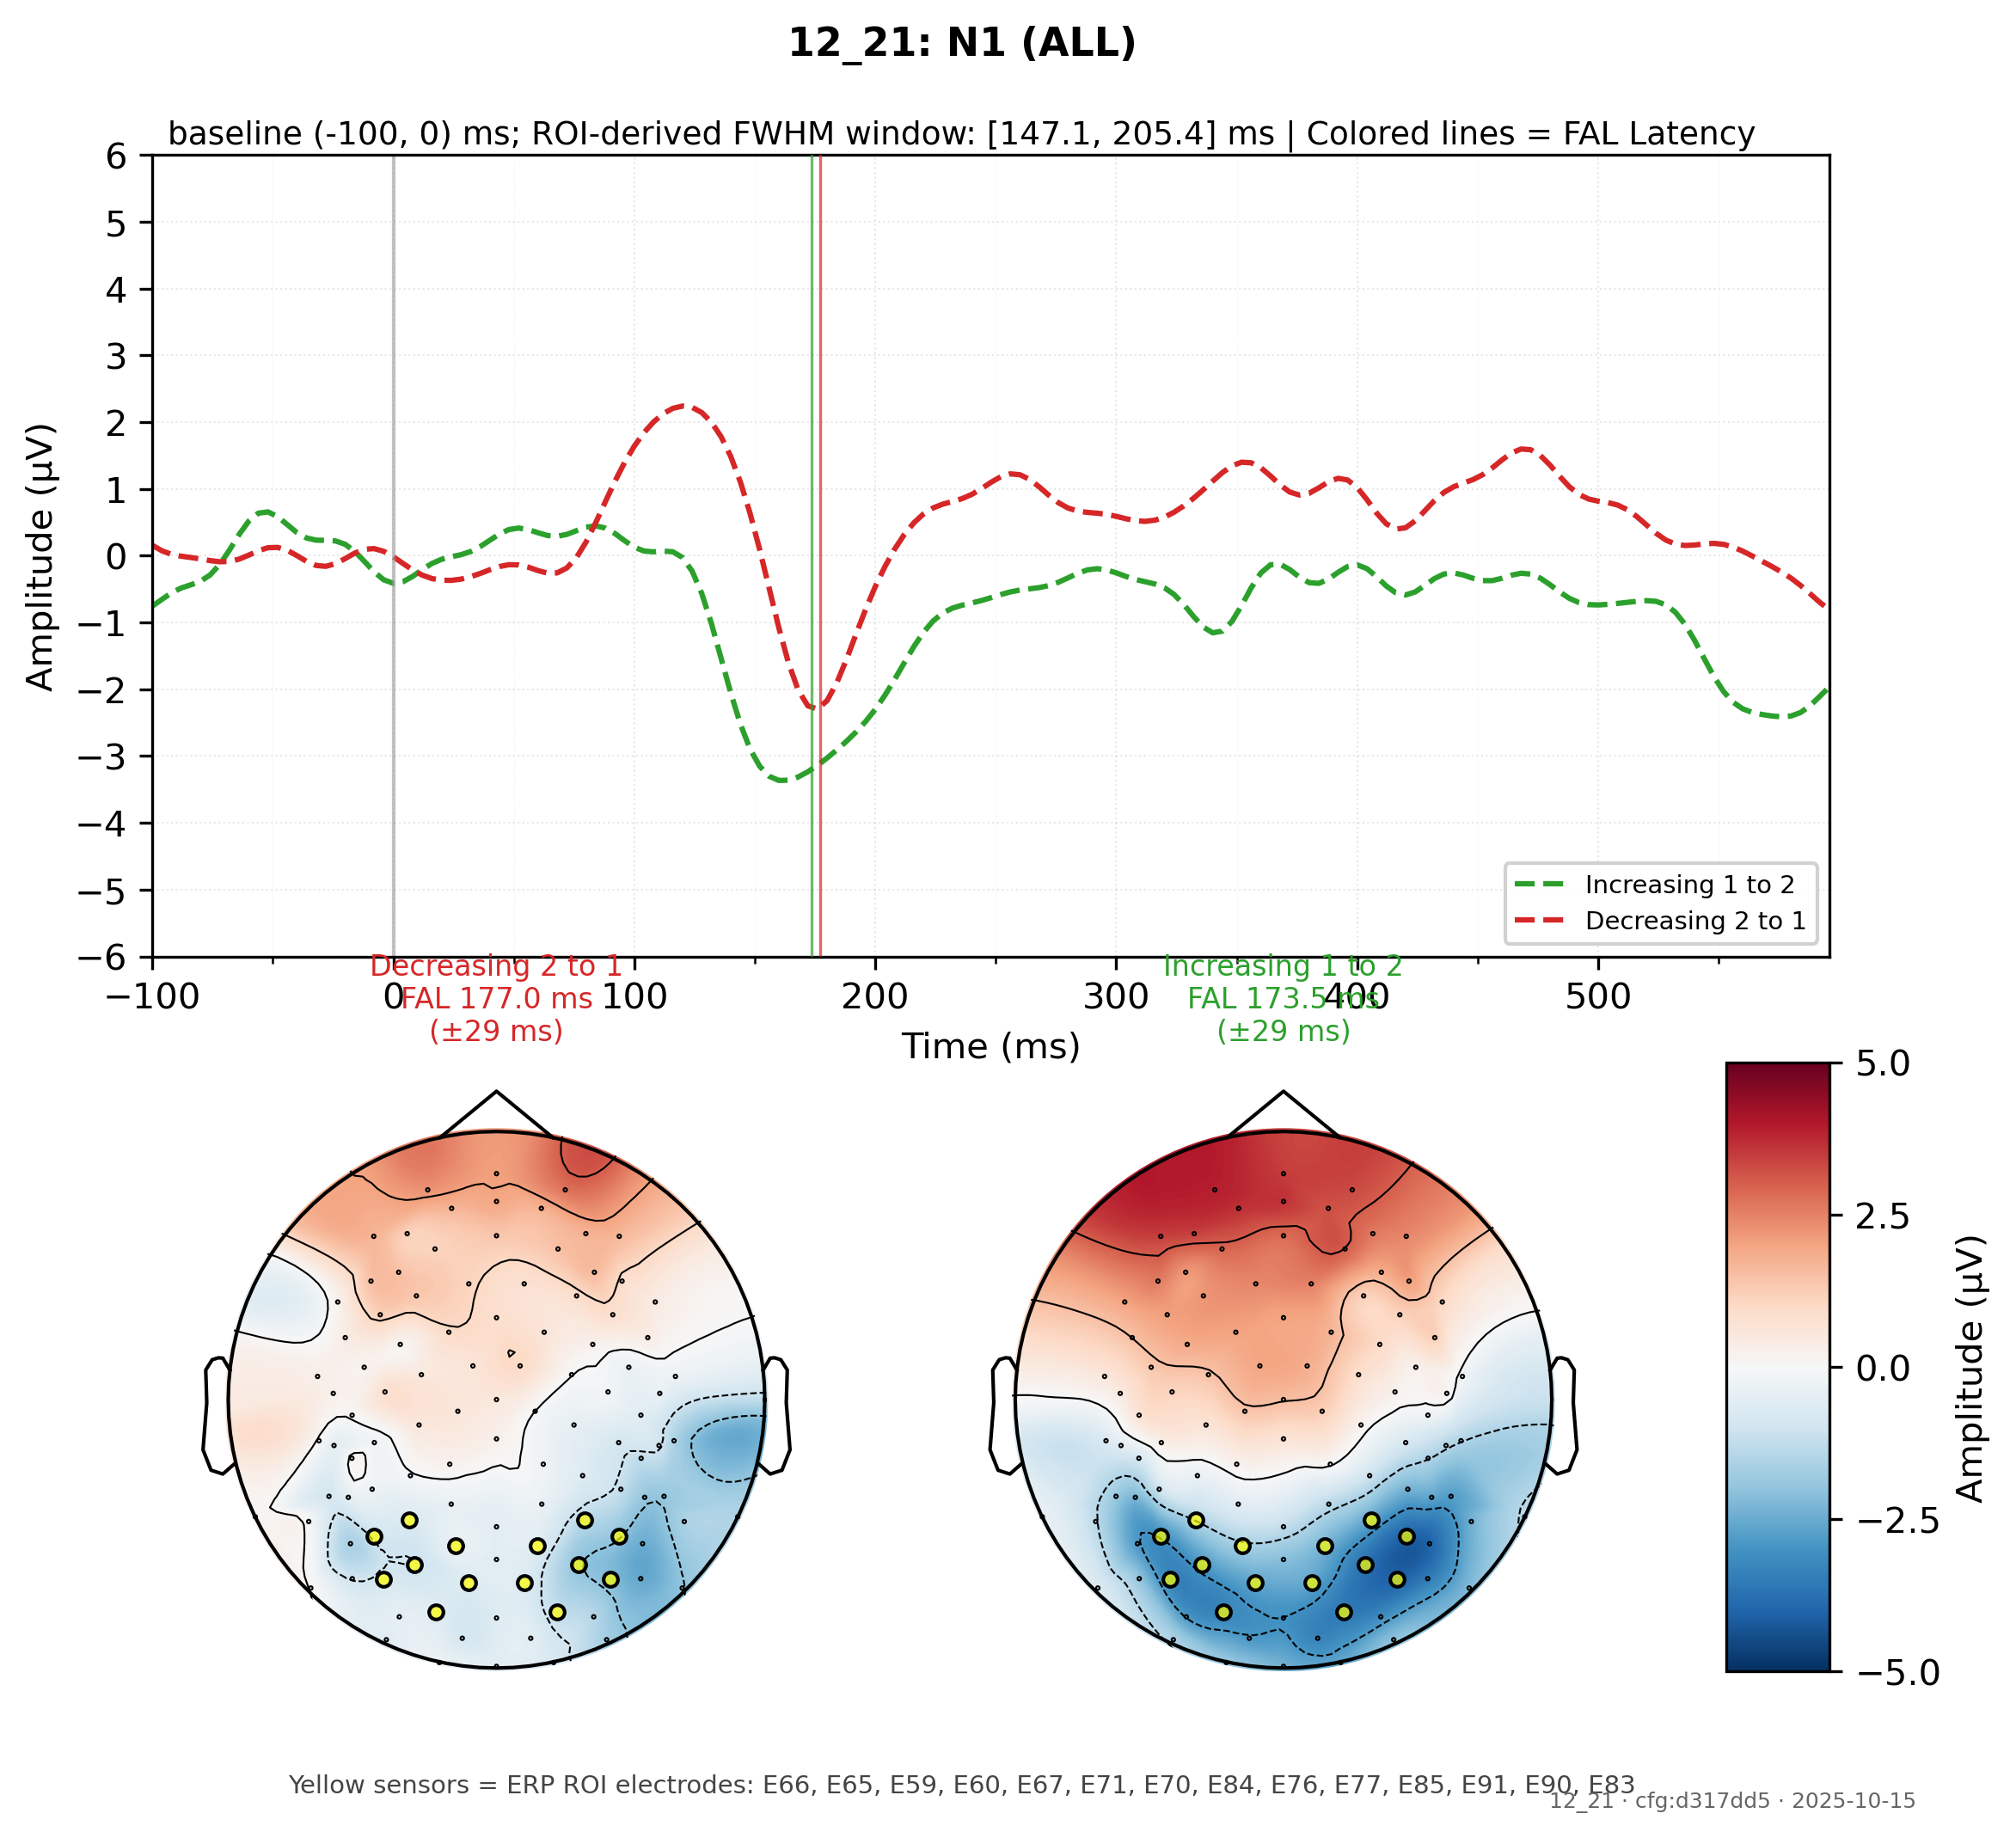 12_21: N1 (ALL)
baseline (-100, 0) ms; ROI-derived FWHM window: [147.1, 205.4] ms | Colored lines = FAL Latency
6
5
4
3
2
1
0
−1
−2
−3
−4
−5
−6
Amplitude (µV)
Increasing 1 to 2
Decreasing 2 to 1
−100
0
100
200
300
400
500
Time (ms)
Decreasing 2 to 1
FAL 177.0 ms
(±29 ms)
Increasing 1 to 2
FAL 173.5 ms
(±29 ms)
5.0
2.5
0.0
−2.5
−5.0
Amplitude (µV)
Yellow sensors = ERP ROI electrodes: E66, E65, E59, E60, E67, E71, E70, E84, E76, E77, E85, E91, E90, E83
12_21 · cfg:d317dd5 · 2025-10-15